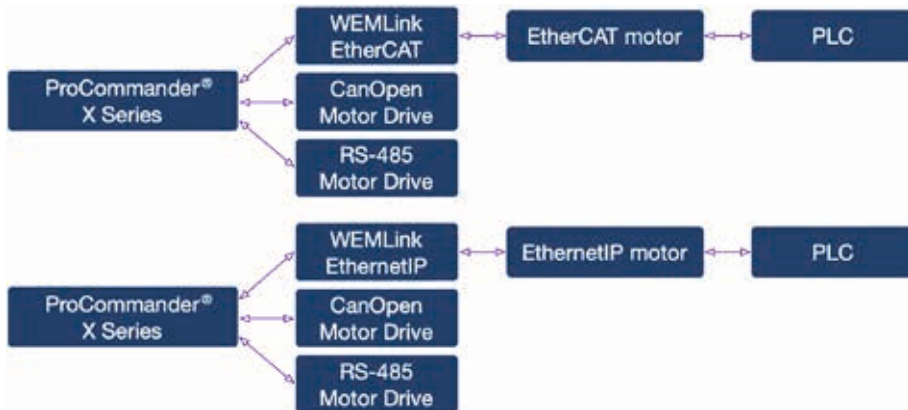 WEMLink
EtherCAT
EtherCAT motor
PLC
ProCommander®
X Series
CanOpen
Motor Drive
RS-485
Motor Drive
WEMLink
EthernetIP
EthernetIP motor
PLC
ProCommander®
X Series
CanOpen
Motor Drive
RS-485
Motor Drive